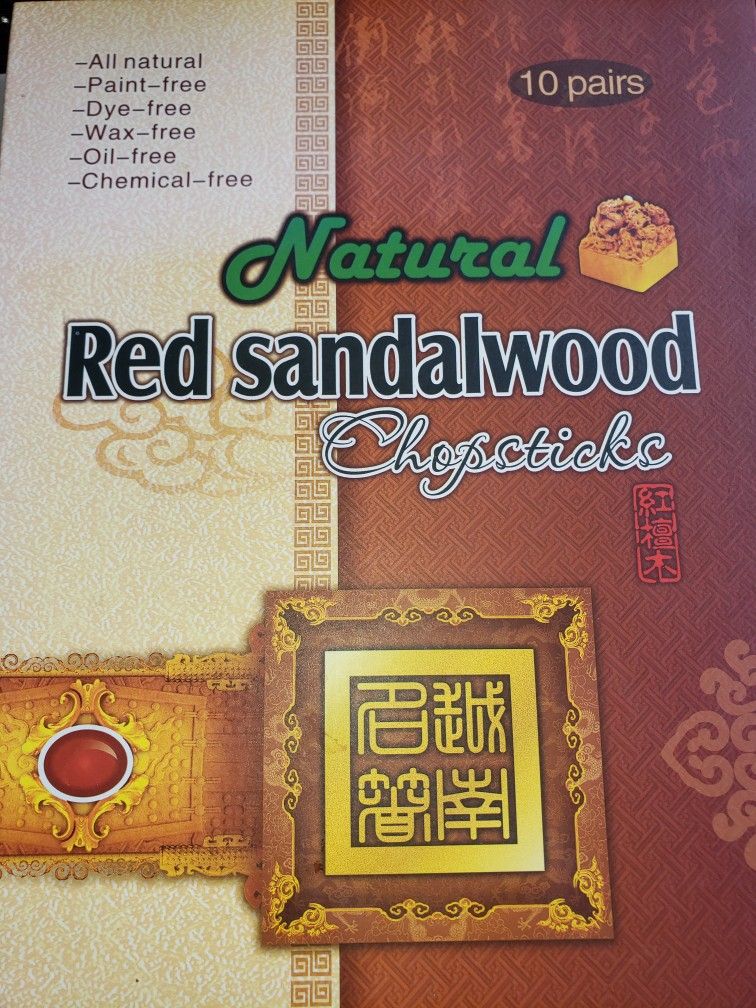 –All natural
–Paint–free
–Dye–free
–Wax–free
–Oil–free
–Chemical–free
10 pairs
Natural
Red sandalwood
Chopsticks
紅檀木
越南
名箸